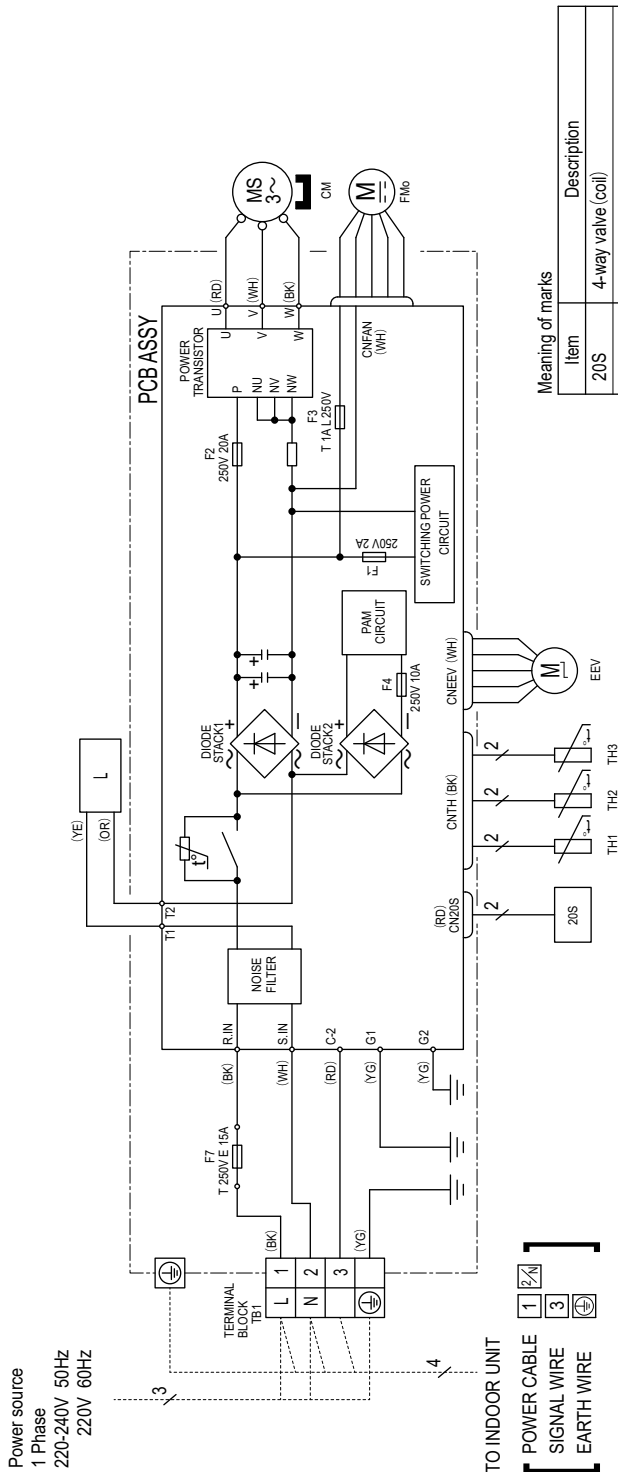 Power source
1 Phase
220-240V 50Hz
220V 60Hz
3
TERMINAL
BLOCK
TB1
L 1
N 2
3
(BK)
(YG)
F7
T 250V E 15A
(BK)
(WH)
(RD)
(YG)
(YG)
R.IN
S.IN
C-2
G1
G2
NOISE
FILTER
T1
T2
(YE)
(OR)
L
t°
PCB ASSY
DIODE
STACK1
+
−
DIODE
STACK2
+
−
+
+
F4
250V 10A
PAM
CIRCUIT
F1
250V 2A
SWITCHING POWER
CIRCUIT
F2
250V 20A
F3
T 1A L 250V
POWER
TRANSISTOR
P
NU
NV
NW
U
V
W
U (RD)
V (WH)
W (BK)
CNFAN
(WH)
MS
3~
CM
M
FMo
(RD)
CN20S
2
20S
CNTH (BK)
2
2
2
t°
t°
t°
TH1
TH2
TH3
CNEEV (WH)
M
EEV
4
TO INDOOR UNIT
POWER CABLE 1 2/N
SIGNAL WIRE 3
EARTH WIRE
Meaning of marks
Item Description
20S 4-way valve (coil)